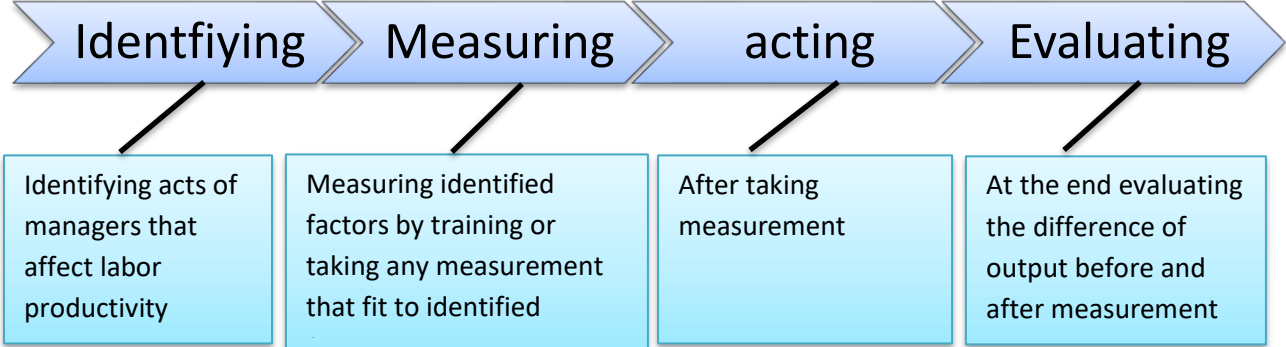 Identfiying
Measuring
acting
Evaluating
Identifying acts of
managers that
affect labor
productivity
Measuring identified
factors by training or
taking any measurement
that fit to identified
After taking
measurement
At the end evaluating
the difference of
output before and
after measurement